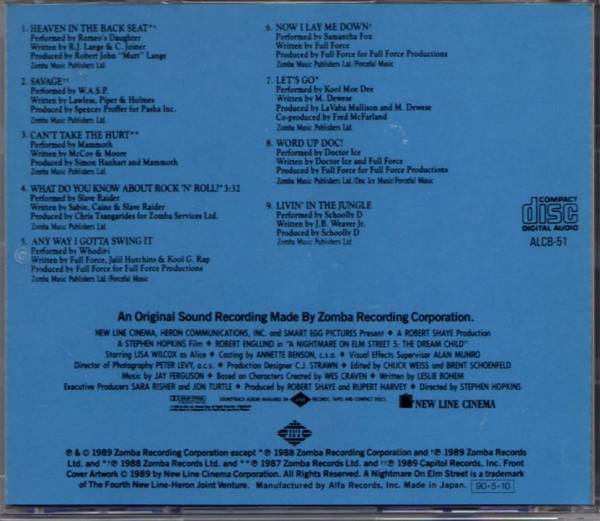 1. HEAVEN IN THE BACK SEAT*†
Performed by Romeo's Daughter
Written by R.J. Lange & C. Joiner
Produced by Robert John "Mutt" Lange
Zomba Music Publishers Ltd.
2. SAVAGE††
Performed by W.A.S.P.
Written by Lawless, Piper & Holmes
Produced by Spencer Proffer for Pasha Inc.
Zomba Music Publishers Ltd.
3. CAN'T TAKE THE HURT**
Performed by Mammoth
Written by McCoy & Moore
Produced by Simon Hanhart and Mammoth
Zomba Music Publishers Ltd.
4. WHAT DO YOU KNOW ABOUT ROCK 'N' ROLL?* 3:32
Performed by Slave Raider
Written by Sabir, Caine & Slave Raider
Produced by Chris Tsangarides for Zomba Services Ltd.
Zomba Music Publishers Ltd.
5. ANY WAY I GOTTA SWING IT
Performed by Whodini
Written by Full Force, Jalil Hutchins & Kool G. Rap
Produced by Full Force for Full Force Productions
Zomba Music Publishers Ltd./Forceful Music
6. NOW I LAY ME DOWN†
Performed by Samantha Fox
Written by Full Force
Produced by Full Force for Full Force Productions
Zomba Music Publishers Ltd./Forceful Music
7. LET'S GO*
Performed by Kool Moe Dee
Written by M. Dewese
Produced by LaVaba Mallison and M. Dewese
Co-produced by Fred McFarland
Zomba Music Publishers Ltd.
8. WORD UP DOC!
Performed by Doctor Ice
Written by Doctor Ice and Full Force
Produced by Full Force for Full Force Productions
Zomba Music Publishers Ltd./Doc Ice Music/Forceful Music
9. LIVIN' IN THE JUNGLE
Performed by Schoolly D
Written by J.B. Weaver Jr.
Produced by Schoolly D
Zomba Music Publishers Ltd.
COMPACT
disc
DIGITAL AUDIO
ALCB-51
An Original Sound Recording Made By Zomba Recording Corporation.
NEW LINE CINEMA, HERON COMMUNICATIONS, INC. and SMART EGG PICTURES Present ♦ A ROBERT SHAYE Production
A STEPHEN HOPKINS Film ♦ ROBERT ENGLUND in "A NIGHTMARE ON ELM STREET 5: THE DREAM CHILD"
Starring LISA WILCOX as Alice ♦ Casting by ANNETTE BENSON, c.s.a. ♦ Visual Effects Supervisor ALAN MUNRO
Director of Photography PETER LEVY, a.c.s. ♦ Production Designer C.J. STRAWN ♦ Edited by CHUCK WEISS and BRENT SCHOENFELD
Music by JAY FERGUSON ♦ Based on Characters Created by WES CRAVEN ♦ Written by LESLIE BOHEM
Executive Producers SARA RISHER and JON TURTLE ♦ Produced by ROBERT SHAYE and RUPERT HARVEY ♦ Directed by STEPHEN HOPKINS
SOUNDTRACK ALBUM AVAILABLE ON JIVE RECORDS, TAPES AND COMPACT DISCS.
NEW LINE CINEMA
JIVE
℗ & © 1989 Zomba Recording Corporation except *℗ 1988 Zomba Recording Corporation and †℗ 1989 Zomba Records
Ltd. and *†℗ 1988 Zomba Records Ltd. and **℗ 1987 Zomba Records Ltd. and ††℗ 1989 Capitol Records, Inc. Front
Cover Artwork © 1989 by New Line Cinema Corporation. All Rights Reserved. A Nightmare On Elm Street is a trademark
of The Fourth New Line-Heron Joint Venture. Manufactured by Alfa Records, Inc. Made in Japan. 90·5·10